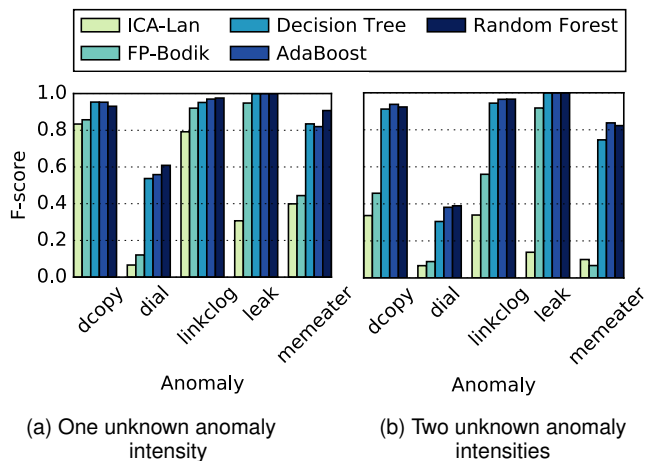 ICA-Lan
Decision Tree
Random Forest
FP-Bodik
AdaBoost
F-score
1.0
0.8
0.6
0.4
0.2
0.0
dcopy
dial
linkclog
leak
memeater
dcopy
dial
linkclog
leak
memeater
Anomaly
Anomaly
(a) One unknown anomaly
intensity
(b) Two unknown anomaly
intensities